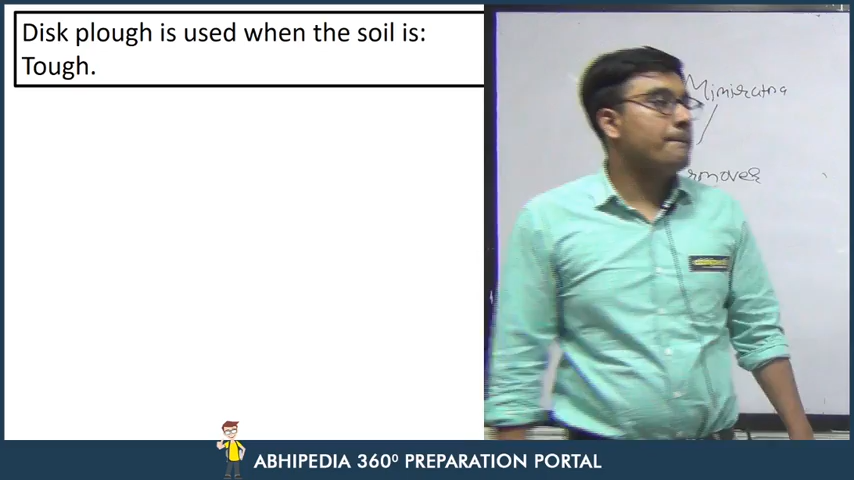 Disk plough is used when the soil is:
Tough.
ABHIPEDIA 360⁰ PREPARATION PORTAL